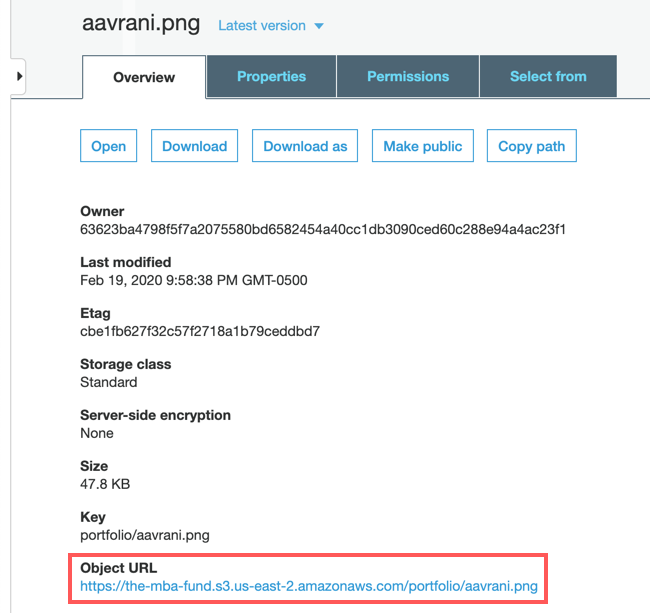 aavrani.png Latest version
Overview Properties Permissions Select from
Open Download Download as Make public Copy path
Owner
63623ba4798f5f7a2075580bd6582454a40cc1db3090ced60c288e94a4ac23f1
Last modified
Feb 19, 2020 9:58:38 PM GMT-0500
Etag
cbe1fb627f32c57f2718a1b79ceddbd7
Storage class
Standard
Server-side encryption
None
Size
47.8 KB
Key
portfolio/aavrani.png
Object URL
https://the-mba-fund.s3.us-east-2.amazonaws.com/portfolio/aavrani.png